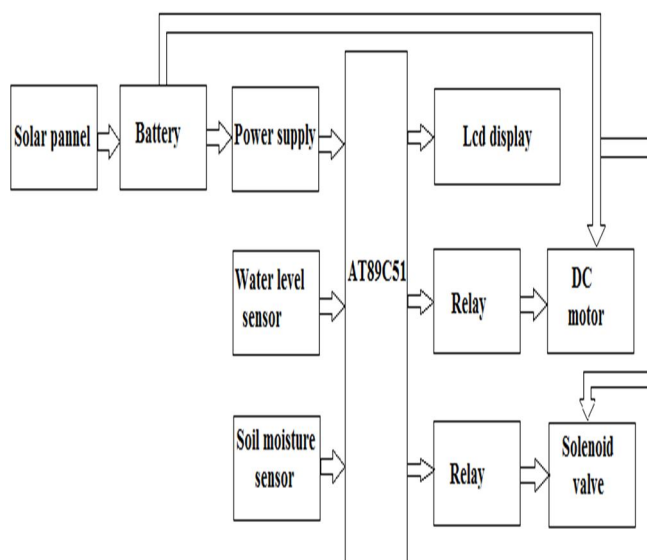 Solar pannel
Battery
Power supply
Lcd display
AT89C51
Water level
sensor
Relay
DC
motor
Soil moisture
sensor
Relay
Solenoid
valve